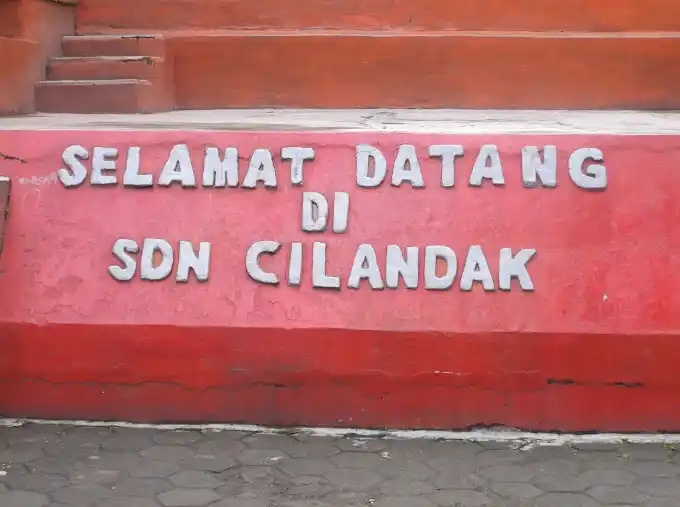 SELAMAT DATANG
DI
SDN CILANDAK